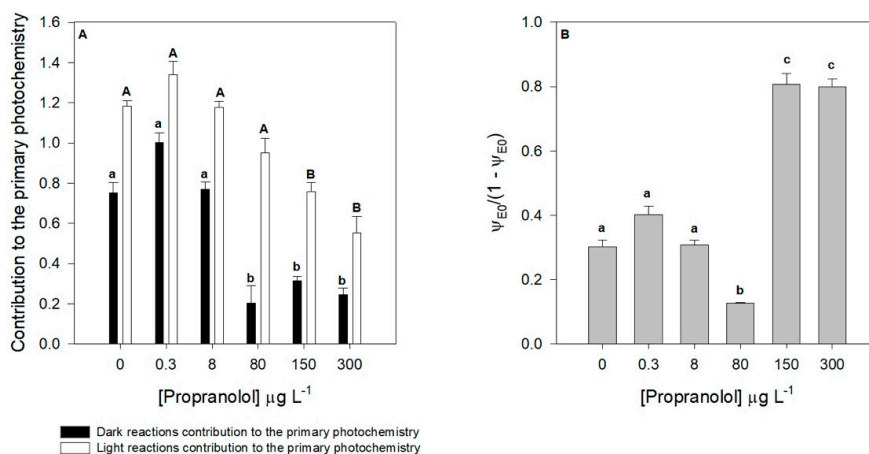 A
Contribution to the primary photochemistry
1.6
1.4
1.2
1.0
0.8
0.6
0.4
0.2
0.0
a A a A a A b A b B b B
0 0.3 8 80 150 300
[Propranolol] μg L⁻¹
Dark reactions contribution to the primary photochemistry
Light reactions contribution to the primary photochemistry
B
ΨE0/(1 - ΨE0)
1.0
0.8
0.6
0.4
0.2
0.0
a a a b c c
0 0.3 8 80 150 300
[Propranolol] μg L⁻¹